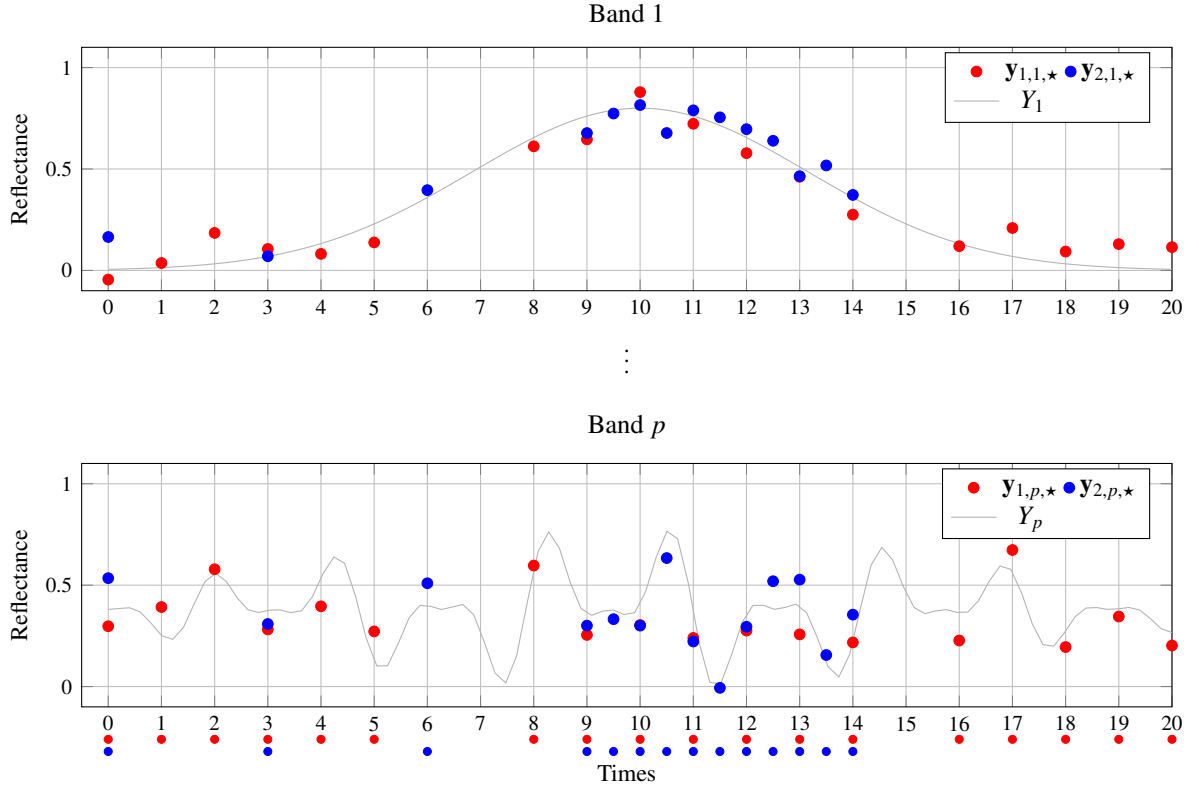 Band 1
Reflectance
1
0.5
0
𝐲₁,₁,⋆ 𝐲₂,₁,⋆
Y₁
0 1 2 3 4 5 6 7 8 9 10 11 12 13 14 15 16 17 18 19 20
⋮
Band p
Reflectance
1
0.5
0
𝐲₁,ₚ,⋆ 𝐲₂,ₚ,⋆
Yₚ
0 1 2 3 4 5 6 7 8 9 10 11 12 13 14 15 16 17 18 19 20
Times